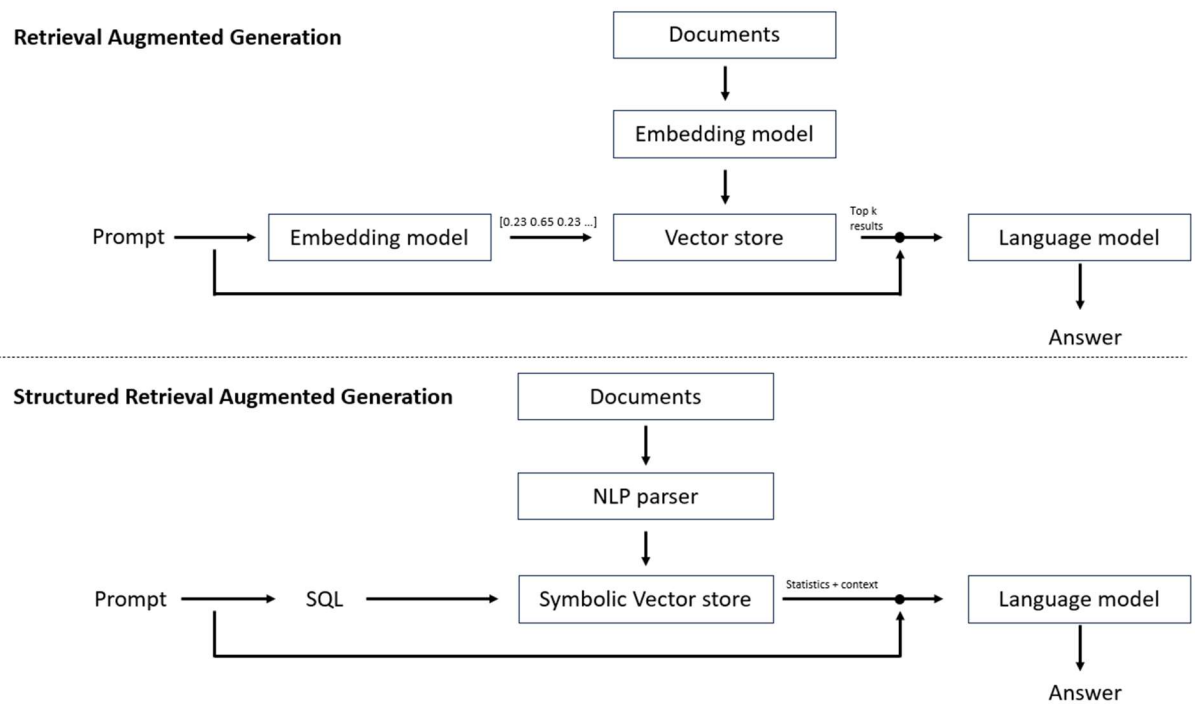 Retrieval Augmented Generation
Documents
Embedding model
Prompt
Embedding model
[0.23 0.65 0.23 ...]
Vector store
Top k
results
Language model
Answer
Structured Retrieval Augmented Generation
Documents
NLP parser
Prompt
SQL
Symbolic Vector store
Statistics + context
Language model
Answer